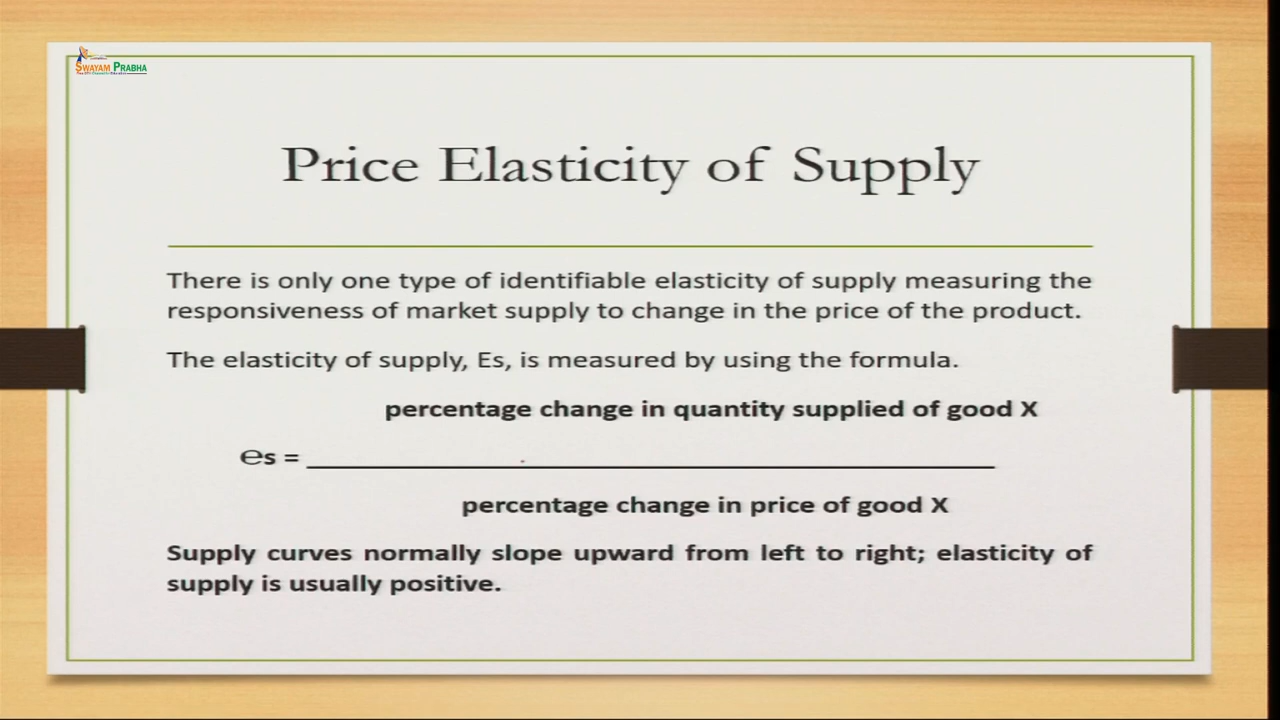 SWAYAM PRABHA
Price Elasticity of Supply
There is only one type of identifiable elasticity of supply measuring the
responsiveness of market supply to change in the price of the product.
The elasticity of supply, Es, is measured by using the formula.
percentage change in quantity supplied of good X
es =
percentage change in price of good X
Supply curves normally slope upward from left to right; elasticity of
supply is usually positive.